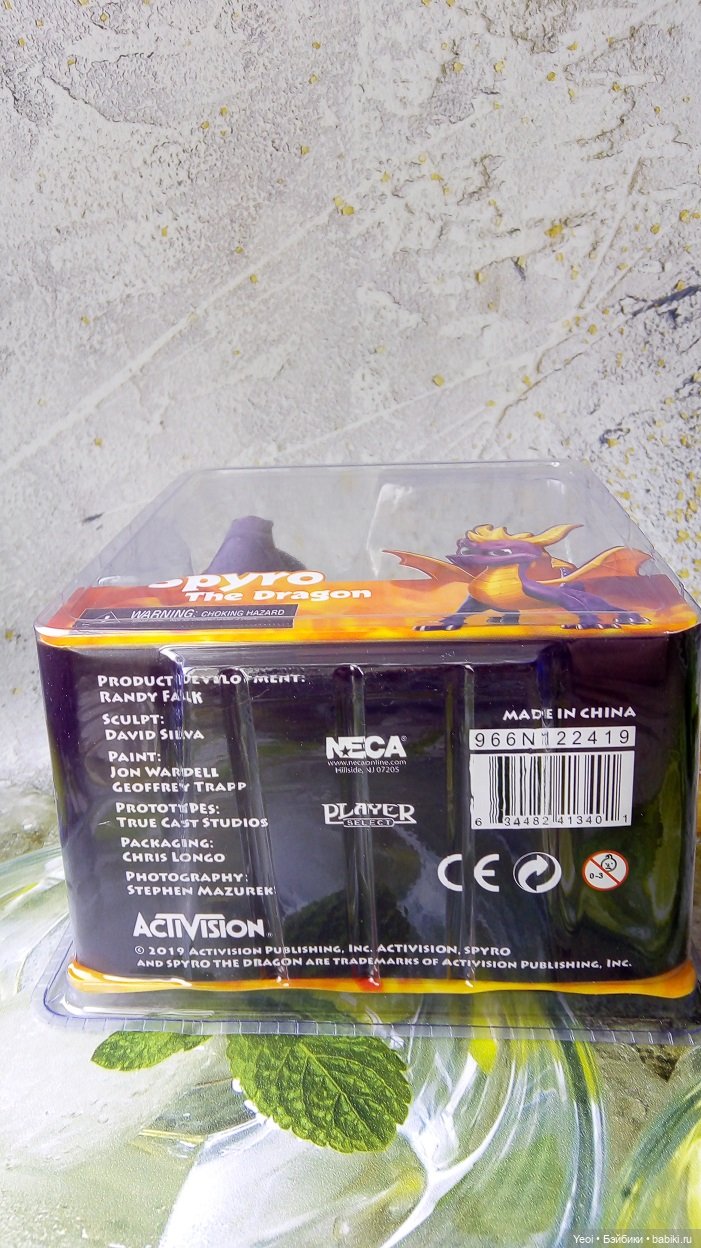 Spyro
The Dragon
WARNING: CHOKING HAZARD
PRODUCT DEVELOPMENT:
RANDY FALK
SCULPT:
DAVID SILVA
PAINT:
JON WARDELL
GEOFFREY TRAPP
PROTOTYPES:
TRUE CAST STUDIOS
PACKAGING:
CHRIS LONGO
PHOTOGRAPHY:
STEPHEN MAZUREK
NECA®
www.necaonline.com
Hillside, NJ 07205
PLAYER
SELECT
MADE IN CHINA
966N122419
6 34482 41340 1
CE
0-3
ACTIVISION®
© 2019 ACTIVISION PUBLISHING, INC. ACTIVISION, SPYRO
AND SPYRO THE DRAGON ARE TRADEMARKS OF ACTIVISION PUBLISHING, INC.
Yeoi • Бэйбики • babiki.ru